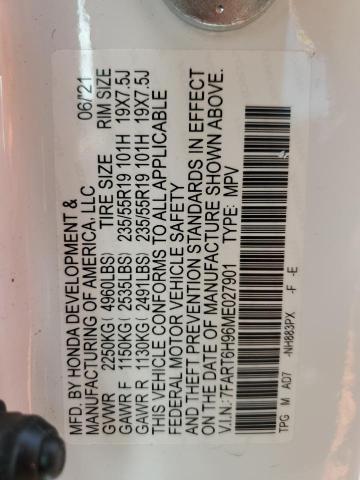 MFD. BY HONDA DEVELOPMENT &
MANUFACTURING OF AMERICA, LLC 06/21
GVWR 2250KG( 4960LBS) TIRE SIZE RIM SIZE
GAWR F 1150KG( 2535LBS) 235/55R19 101H 19X7.5J
GAWR R 1130KG( 2491LBS) 235/55R19 101H 19X7.5J
THIS VEHICLE CONFORMS TO ALL APPLICABLE
FEDERAL MOTOR VEHICLE SAFETY
AND THEFT PREVENTION STANDARDS IN EFFECT
ON THE DATE OF MANUFACTURE SHOWN ABOVE.
V.I.N.: 7FART6H96ME027901 TYPE: MPV
TPG M AD7 -NH883PX -F -E